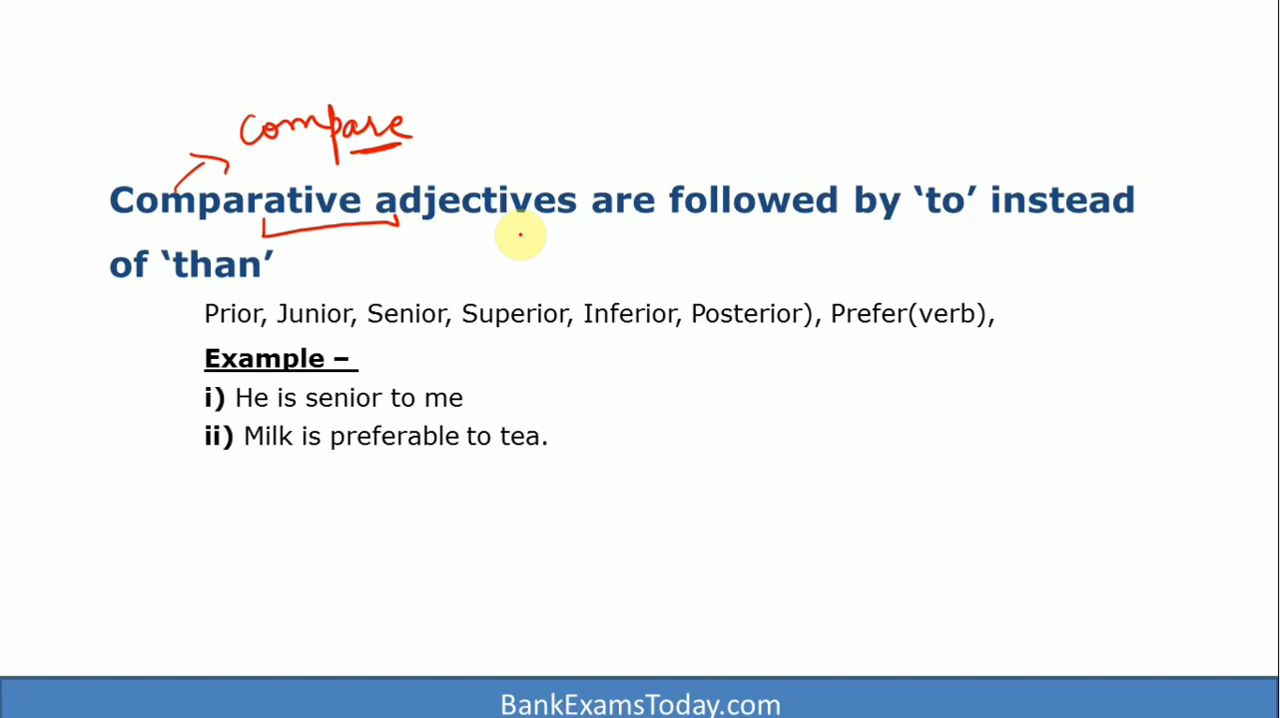 compare
Comparative adjectives are followed by ‘to’ instead
of ‘than’
Prior, Junior, Senior, Superior, Inferior, Posterior), Prefer(verb),
Example –
i) He is senior to me
ii) Milk is preferable to tea.
BankExamsToday.com